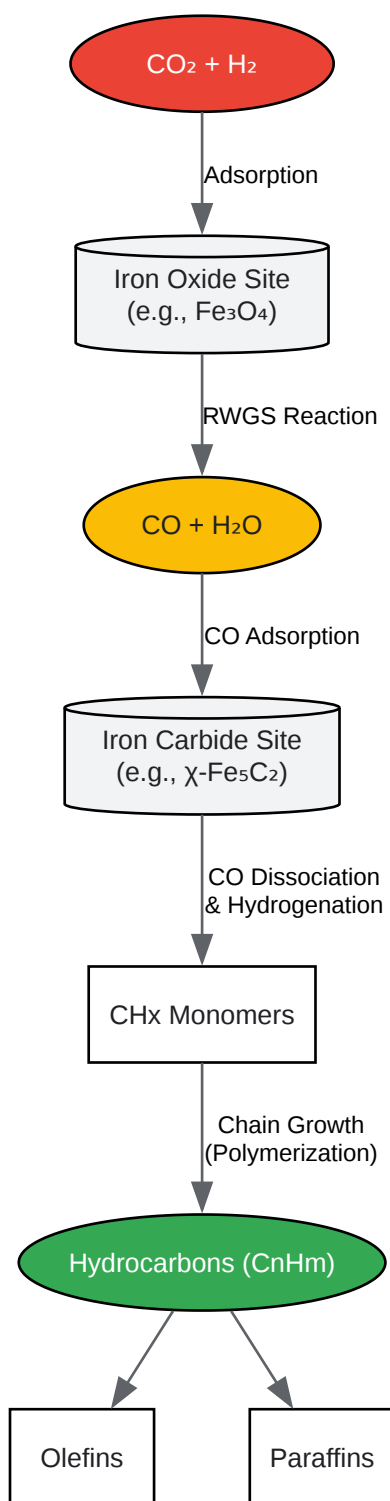 CO₂ + H₂
Adsorption
Iron Oxide Site
(e.g., Fe₃O₄)
RWGS Reaction
CO + H₂O
CO Adsorption
Iron Carbide Site
(e.g., χ-Fe₅C₂)
CO Dissociation
& Hydrogenation
CHx Monomers
Chain Growth
(Polymerization)
Hydrocarbons (CnHm)
Olefins
Paraffins